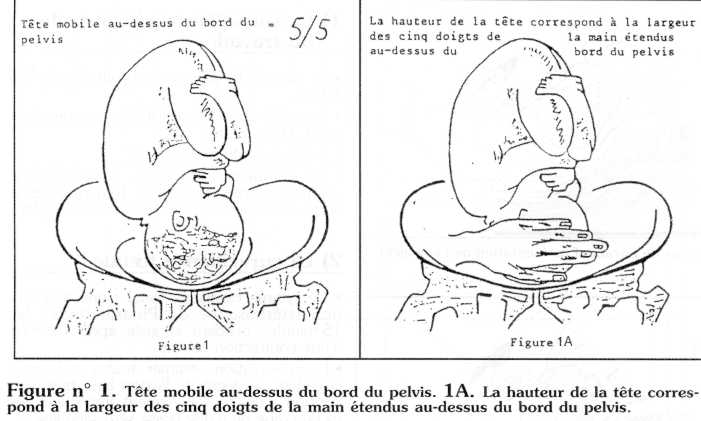 Tête mobile au-dessus du bord du = 5/5
pelvis
La hauteur de la tête correspond à la largeur
des cinq doigts de la main étendus
au-dessus du bord du pelvis
Figure 1
Figure 1A
Figure n° 1. Tête mobile au-dessus du bord du pelvis. 1A. La hauteur de la tête corres-
pond à la largeur des cinq doigts de la main étendus au-dessus du bord du pelvis.